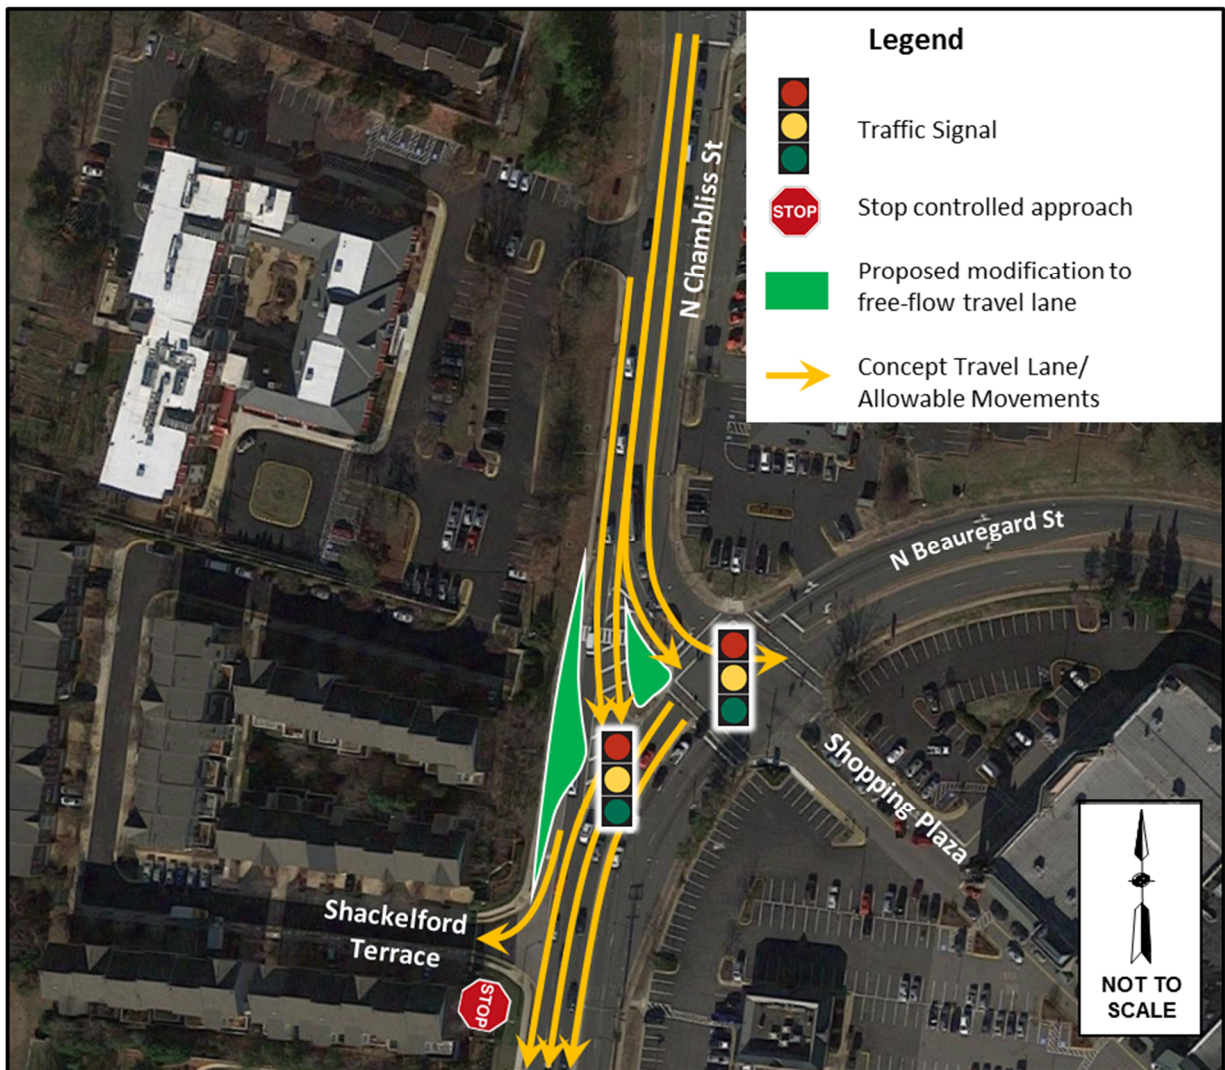 Legend
Traffic Signal
STOP
Stop controlled approach
Proposed modification to
free-flow travel lane
Concept Travel Lane/
Allowable Movements
N Chambliss St
N Beauregard St
Shopping Plaza
Shackelford
Terrace
STOP
NOT TO
SCALE